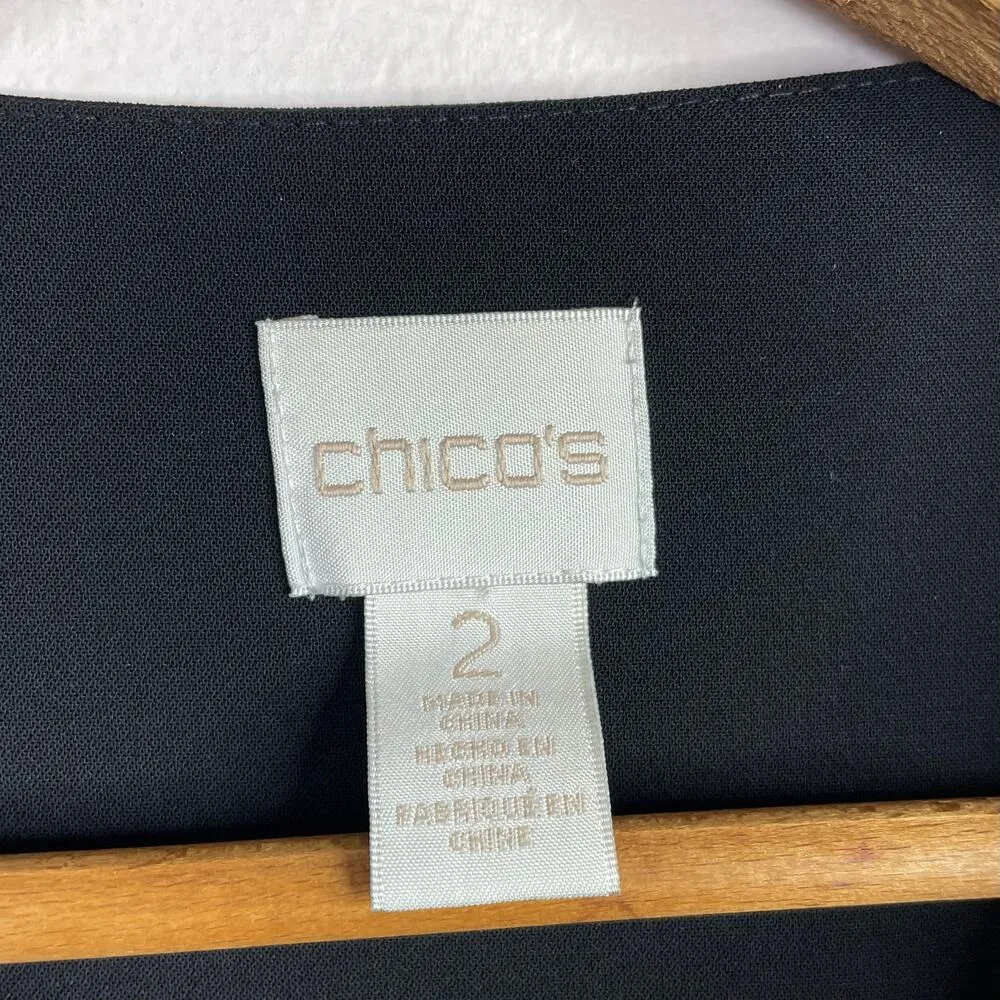 chico's
2
MADE IN
CHINA
HECHO EN
CHINA
FABRIQUÉ EN
CHINE